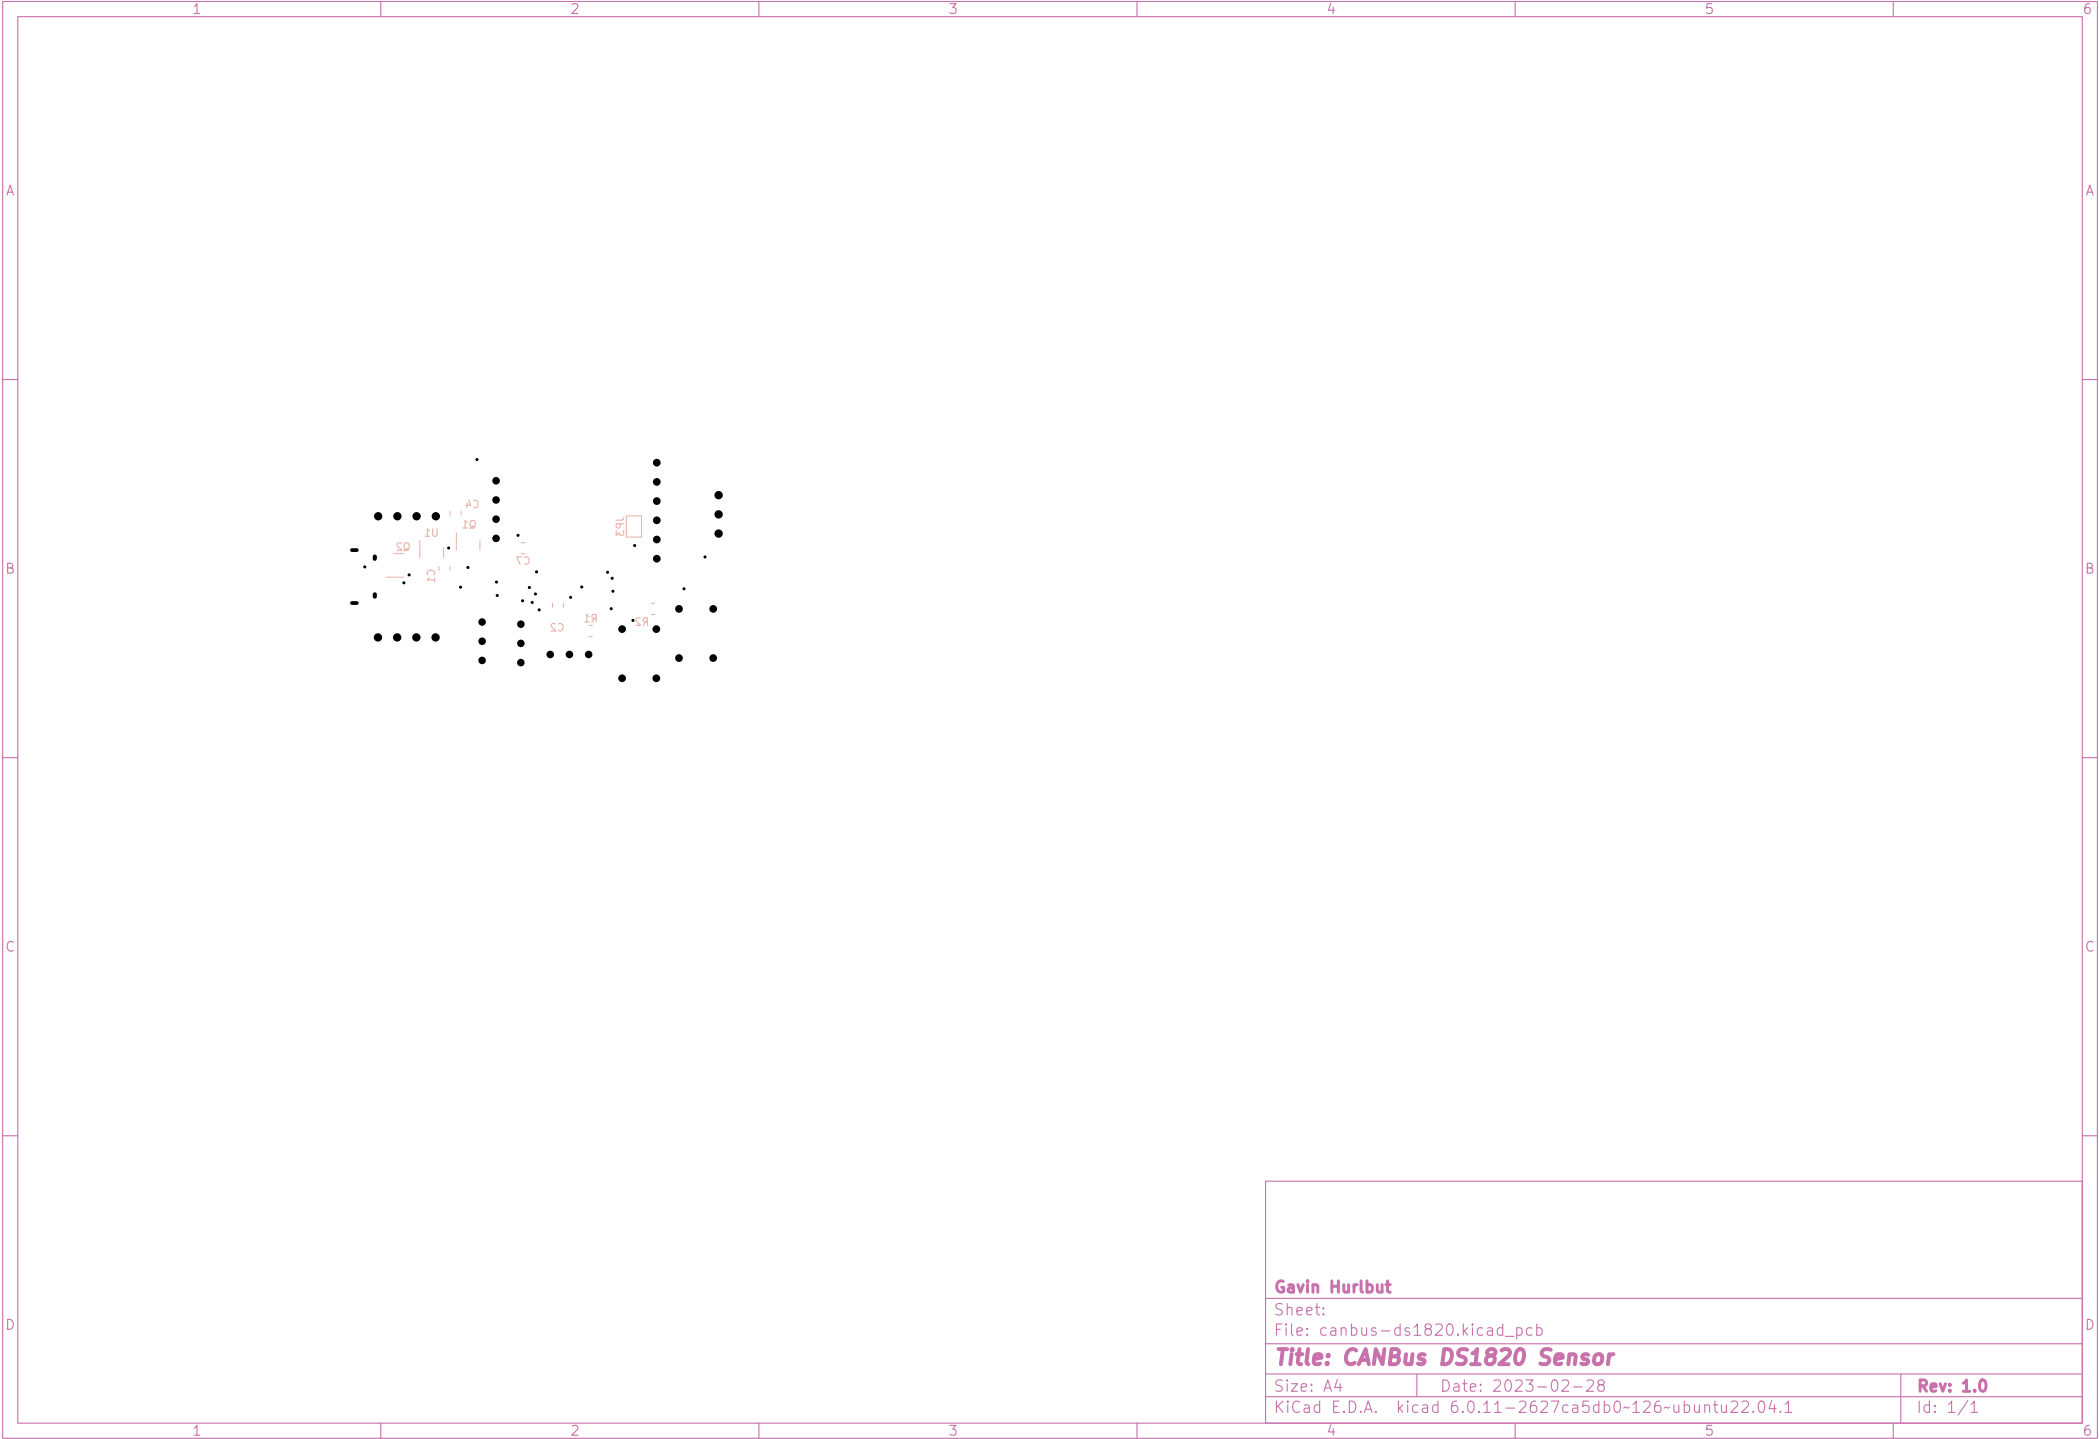 1 2 3 4 5 6
A A
C4
Q1
JP3
U1
Q2
C7
B B
C1
R1
R2
C2
C C
Gavin Hurlbut
Sheet:
File: canbus-ds1820.kicad_pcb
D D
Title: CANBus DS1820 Sensor
Size: A4 Date: 2023-02-28 Rev: 1.0
KiCad E.D.A. kicad 6.0.11-2627ca5db0~126~ubuntu22.04.1 Id: 1/1
1 2 3 4 5 6